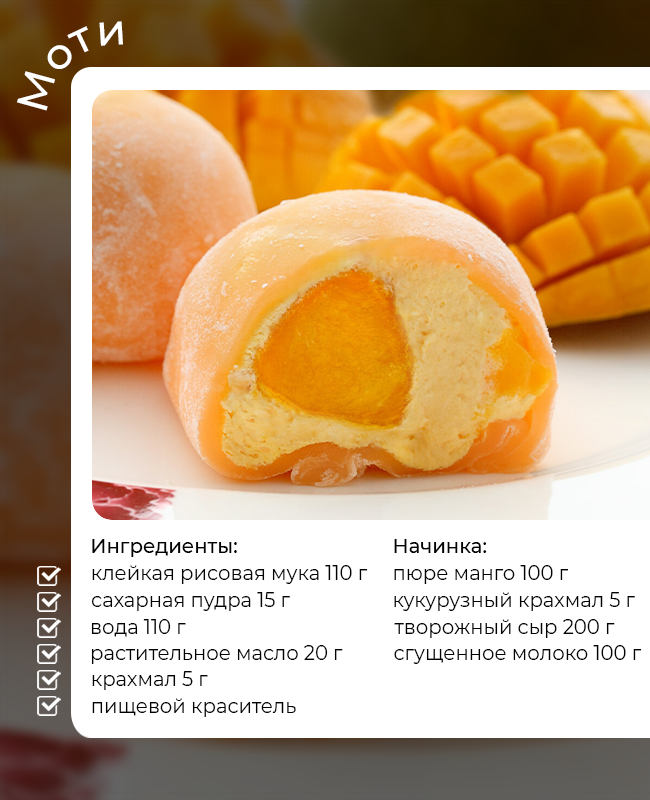 Моти
Ингредиенты:
клейкая рисовая мука 110 г
сахарная пудра 15 г
вода 110 г
растительное масло 20 г
крахмал 5 г
пищевой краситель
Начинка:
пюре манго 100 г
кукурузный крахмал 5 г
творожный сыр 200 г
сгущенное молоко 100 г